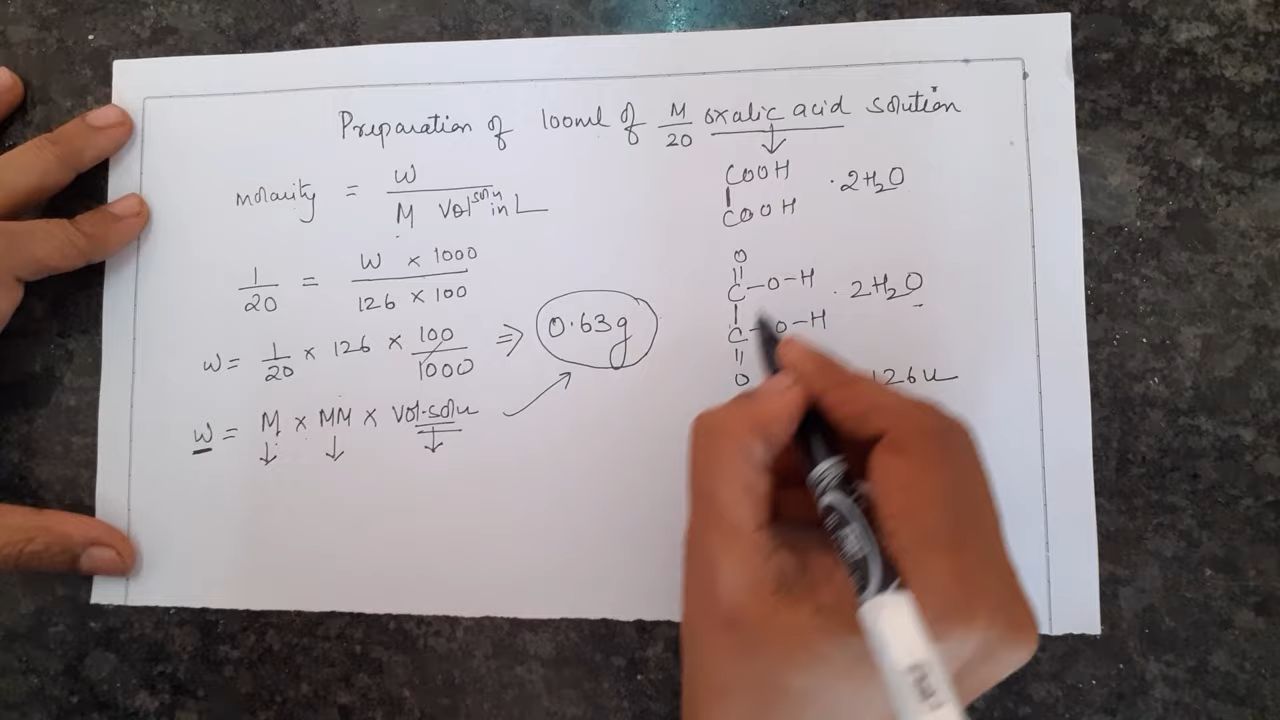 Preparation of 100ml of M/20 oxalic acid solution
molarity = W / M Vol soln in L
COOH
COOH
. 2H₂O
1/20 = W × 1000 / 126 × 100
W = 1/20 × 126 × 100/1000 ⇒ 0.63g
W = M × MM × Vol.solu
O
C-O-H . 2H₂O
C-O-H
O
126u